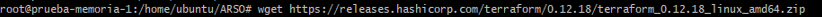 root@prueba-memoria-1:/home/ubuntu/ARSO# wget https://releases.hashicorp.com/terraform/0.12.18/terraform_0.12.18_linux_amd64.zip